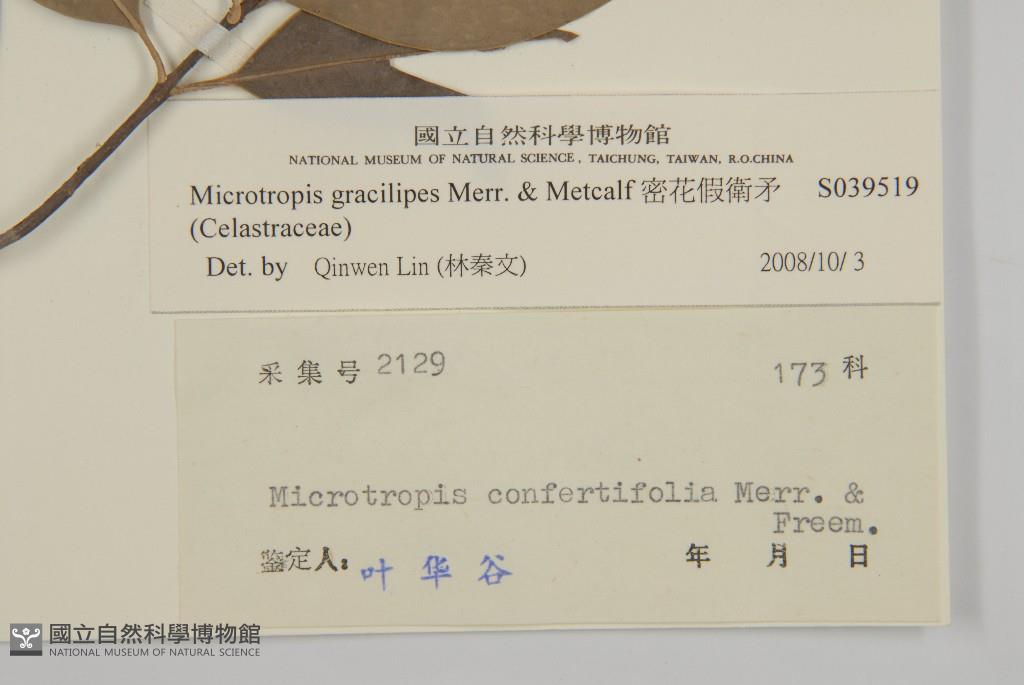 國立自然科學博物館
NATIONAL MUSEUM OF NATURAL SCIENCE, TAICHUNG, TAIWAN, R.O.CHINA
Microtropis gracilipes Merr. & Metcalf 密花假衛矛 S039519
(Celastraceae)
Det. by Qinwen Lin (林秦文) 2008/10/ 3
采集号 2129 173 科
Microtropis confertifolia Merr. &
Freem.
鉴定人: 叶华谷 年 月 日
國立自然科學博物館
NATIONAL MUSEUM OF NATURAL SCIENCE